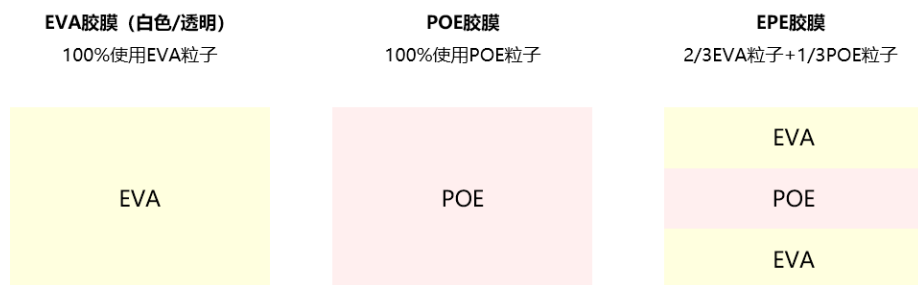 EVA胶膜（白色/透明）
100%使用EVA粒子
EVA
POE胶膜
100%使用POE粒子
POE
EPE胶膜
2/3EVA粒子+1/3POE粒子
EVA
POE
EVA